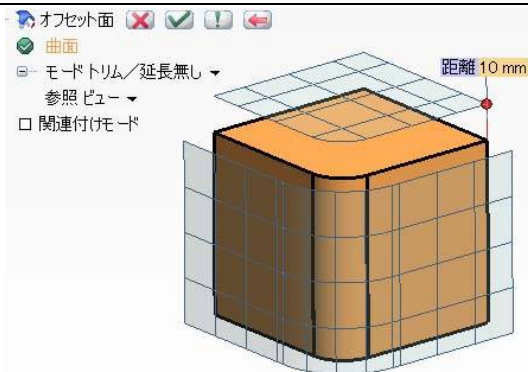 オフセット面
曲面
モード トリム/延長無し
参照 ビュー
関連付けモード
距離 10 mm